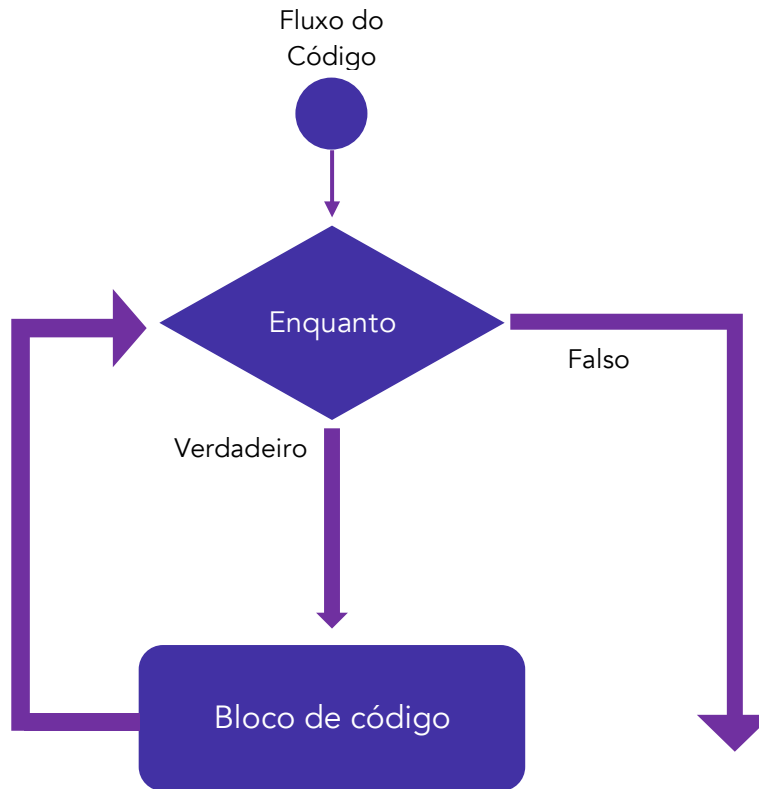 Fluxo do
Código
Enquanto
Falso
Verdadeiro
Bloco de código